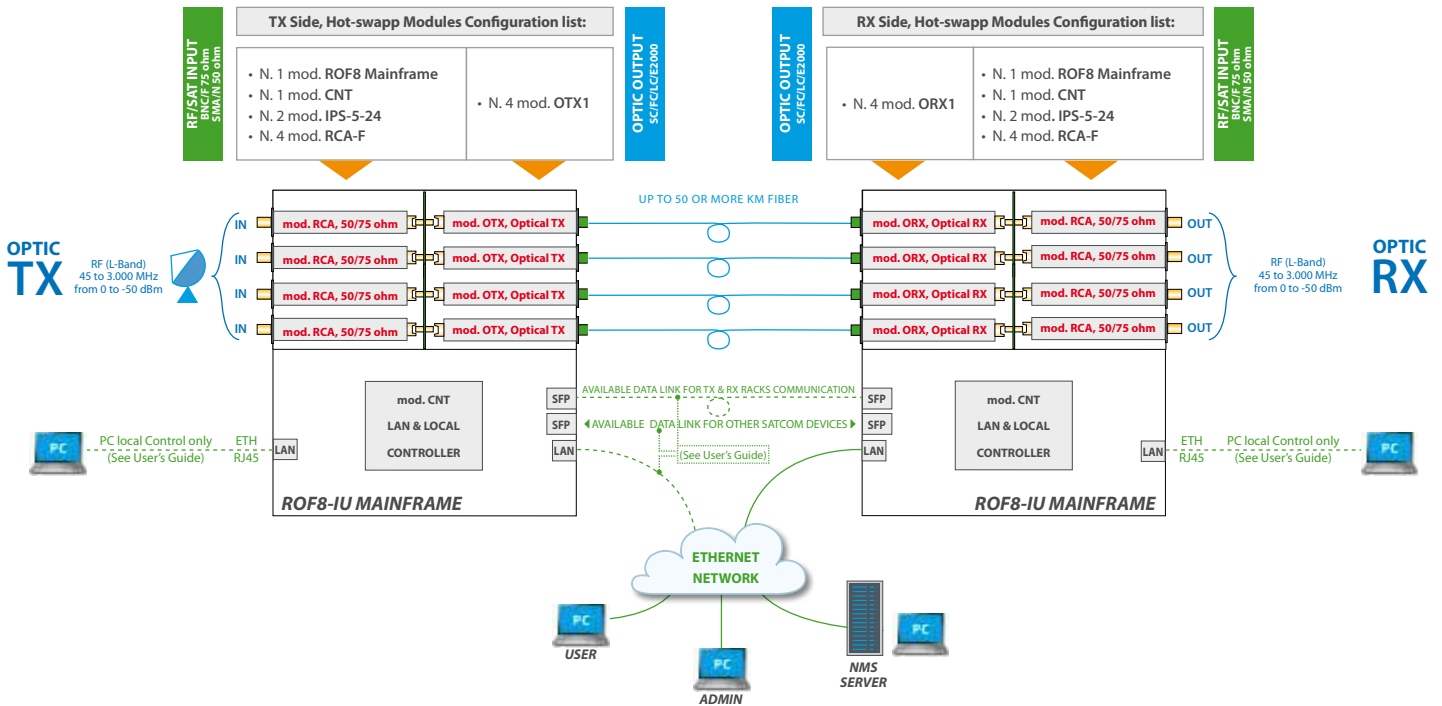 TX Side, Hot-swapp Modules Configuration list:
RF/SAT INPUT
BNC/F 75 ohm
SMA/N 50 ohm
• N. 1 mod. ROF8 Mainframe
• N. 1 mod. CNT
• N. 2 mod. IPS-5-24
• N. 4 mod. RCA-F
• N. 4 mod. OTX1
OPTIC OUTPUT
SC/FC/LC/E2000
RX Side, Hot-swapp Modules Configuration list:
OPTIC OUTPUT
SC/FC/LC/E2000
• N. 4 mod. ORX1
• N. 1 mod. ROF8 Mainframe
• N. 1 mod. CNT
• N. 2 mod. IPS-5-24
• N. 4 mod. RCA-F
RF/SAT INPUT
BNC/F 75 ohm
SMA/N 50 ohm
OPTIC
TX
RF (L-Band)
45 to 3.000 MHz
from 0 to -50 dBm
IN
mod. RCA, 50/75 ohm
mod. OTX, Optical TX
IN
mod. RCA, 50/75 ohm
mod. OTX, Optical TX
IN
mod. RCA, 50/75 ohm
mod. OTX, Optical TX
IN
mod. RCA, 50/75 ohm
mod. OTX, Optical TX
UP TO 50 OR MORE KM FIBER
mod. ORX, Optical RX
mod. RCA, 50/75 ohm
OUT
mod. ORX, Optical RX
mod. RCA, 50/75 ohm
OUT
mod. ORX, Optical RX
mod. RCA, 50/75 ohm
OUT
mod. ORX, Optical RX
mod. RCA, 50/75 ohm
OUT
RF (L-Band)
45 to 3.000 MHz
from 0 to -50 dBm
OPTIC
RX
mod. CNT
LAN & LOCAL
CONTROLLER
SFP
SFP
LAN
AVAILABLE DATA LINK FOR TX & RX RACKS COMMUNICATION
AVAILABLE DATA LINK FOR OTHER SATCOM DEVICES
(See User's Guide)
SFP
SFP
LAN
mod. CNT
LAN & LOCAL
CONTROLLER
PC
PC local Control only
(See User's Guide)
ETH
RJ45
LAN
ROF8-IU MAINFRAME
LAN
ETH
RJ45
PC local Control only
(See User's Guide)
PC
ROF8-IU MAINFRAME
ETHERNET
NETWORK
PC
USER
PC
ADMIN
NMS
SERVER
PC